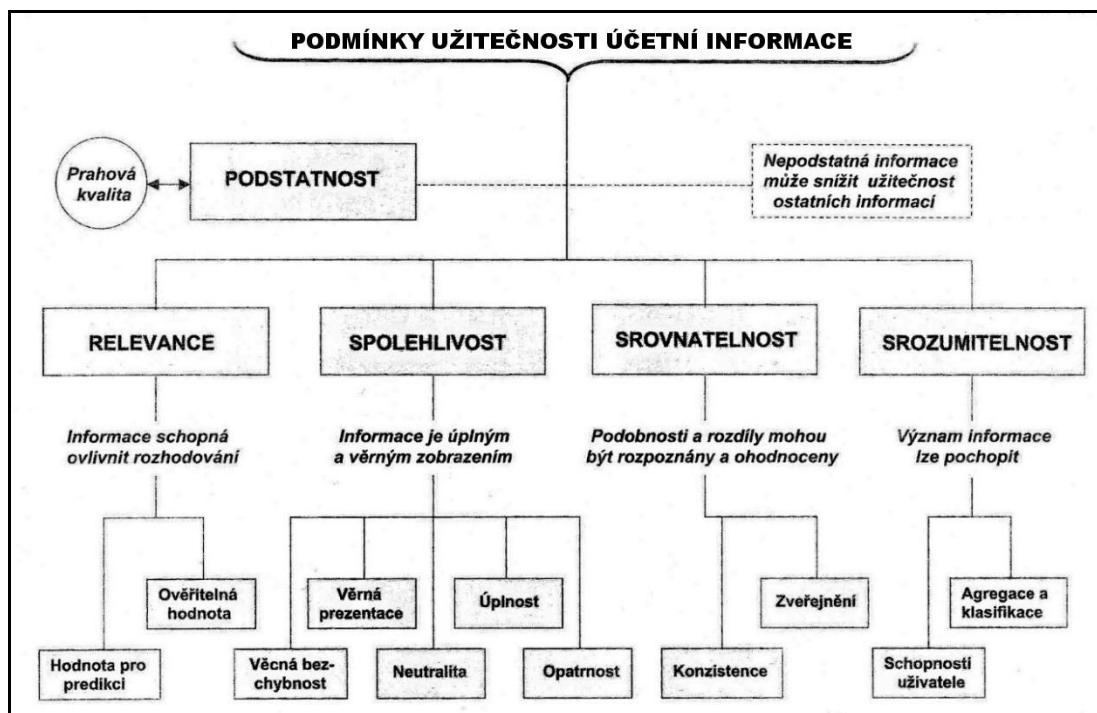 PODMÍNKY UŽITEČNOSTI ÚČETNÍ INFORMACE
Prahová
kvalita
PODSTATNOST
Nepodstatná informace
může snížit užitečnost
ostatních informací
RELEVANCE
SPOLEHLIVOST
SROVNATELNOST
SROZUMITELNOST
Informace schopná
ovlivnit rozhodování
Informace je úplným
a věrným zobrazením
Podobnosti a rozdíly mohou
být rozpoznány a ohodnoceny
Význam informace
lze pochopit
Ověřitelná
hodnota
Věrná
prezentace
Úplnost
Zveřejnění
Agregace a
klasifikace
Hodnota pro
predikci
Věcná bez-
chybnost
Neutralita
Opatrnost
Konzistence
Schopnosti
uživatele